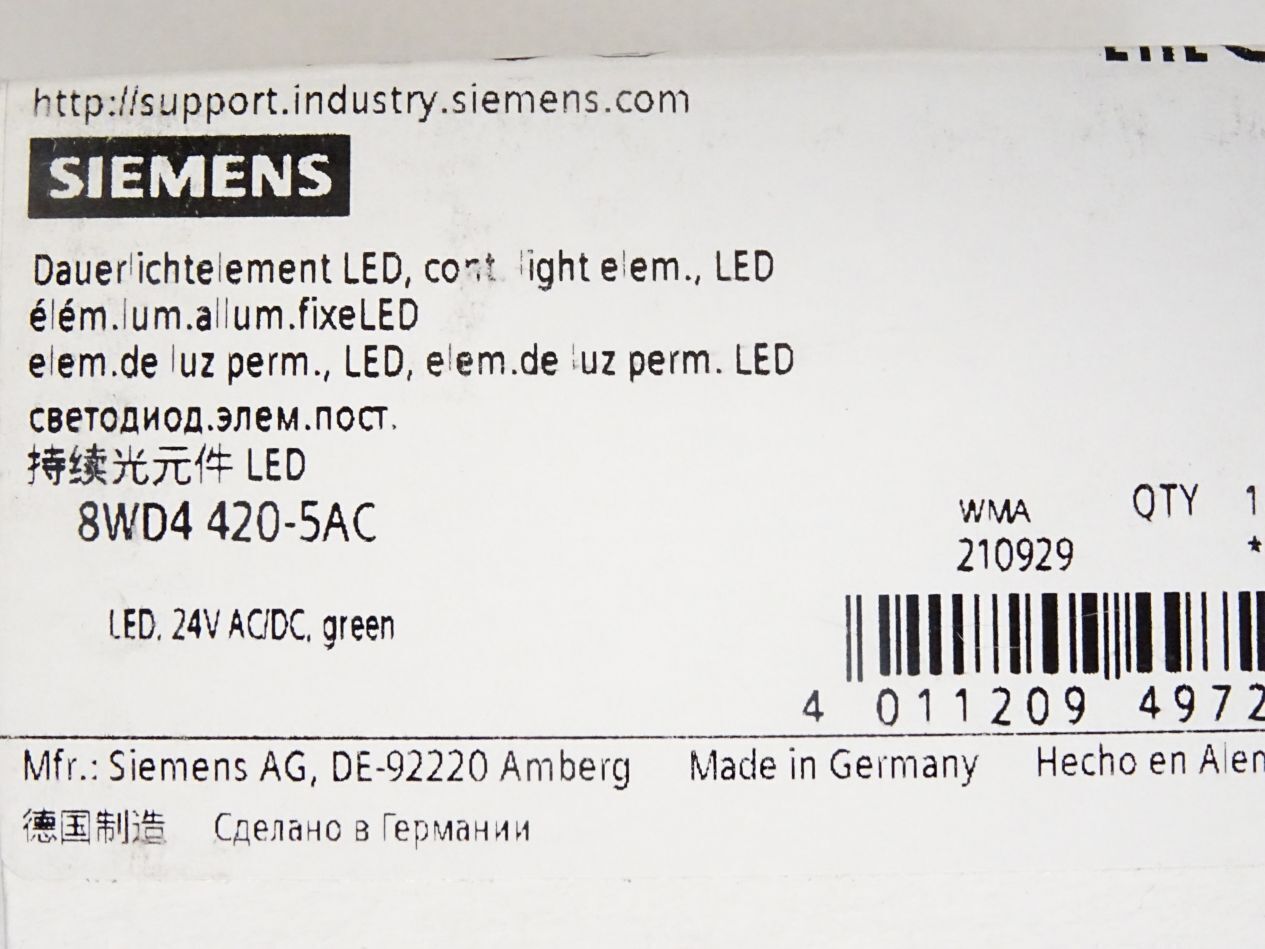 http://support.industry.siemens.com
SIEMENS
Dauerlichtelement LED, cont. light elem., LED
élém.lum.allum.fixeLED
elem.de luz perm., LED, elem.de luz perm. LED
светодиод.элем.пост.
持续光元件 LED
8WD4 420-5AC
WMA QTY 1
210929 *
LED, 24V AC/DC, green
4 011209 4972
Mfr.: Siemens AG, DE-92220 Amberg Made in Germany Hecho en Alem
德国制造 Сделано в Германии